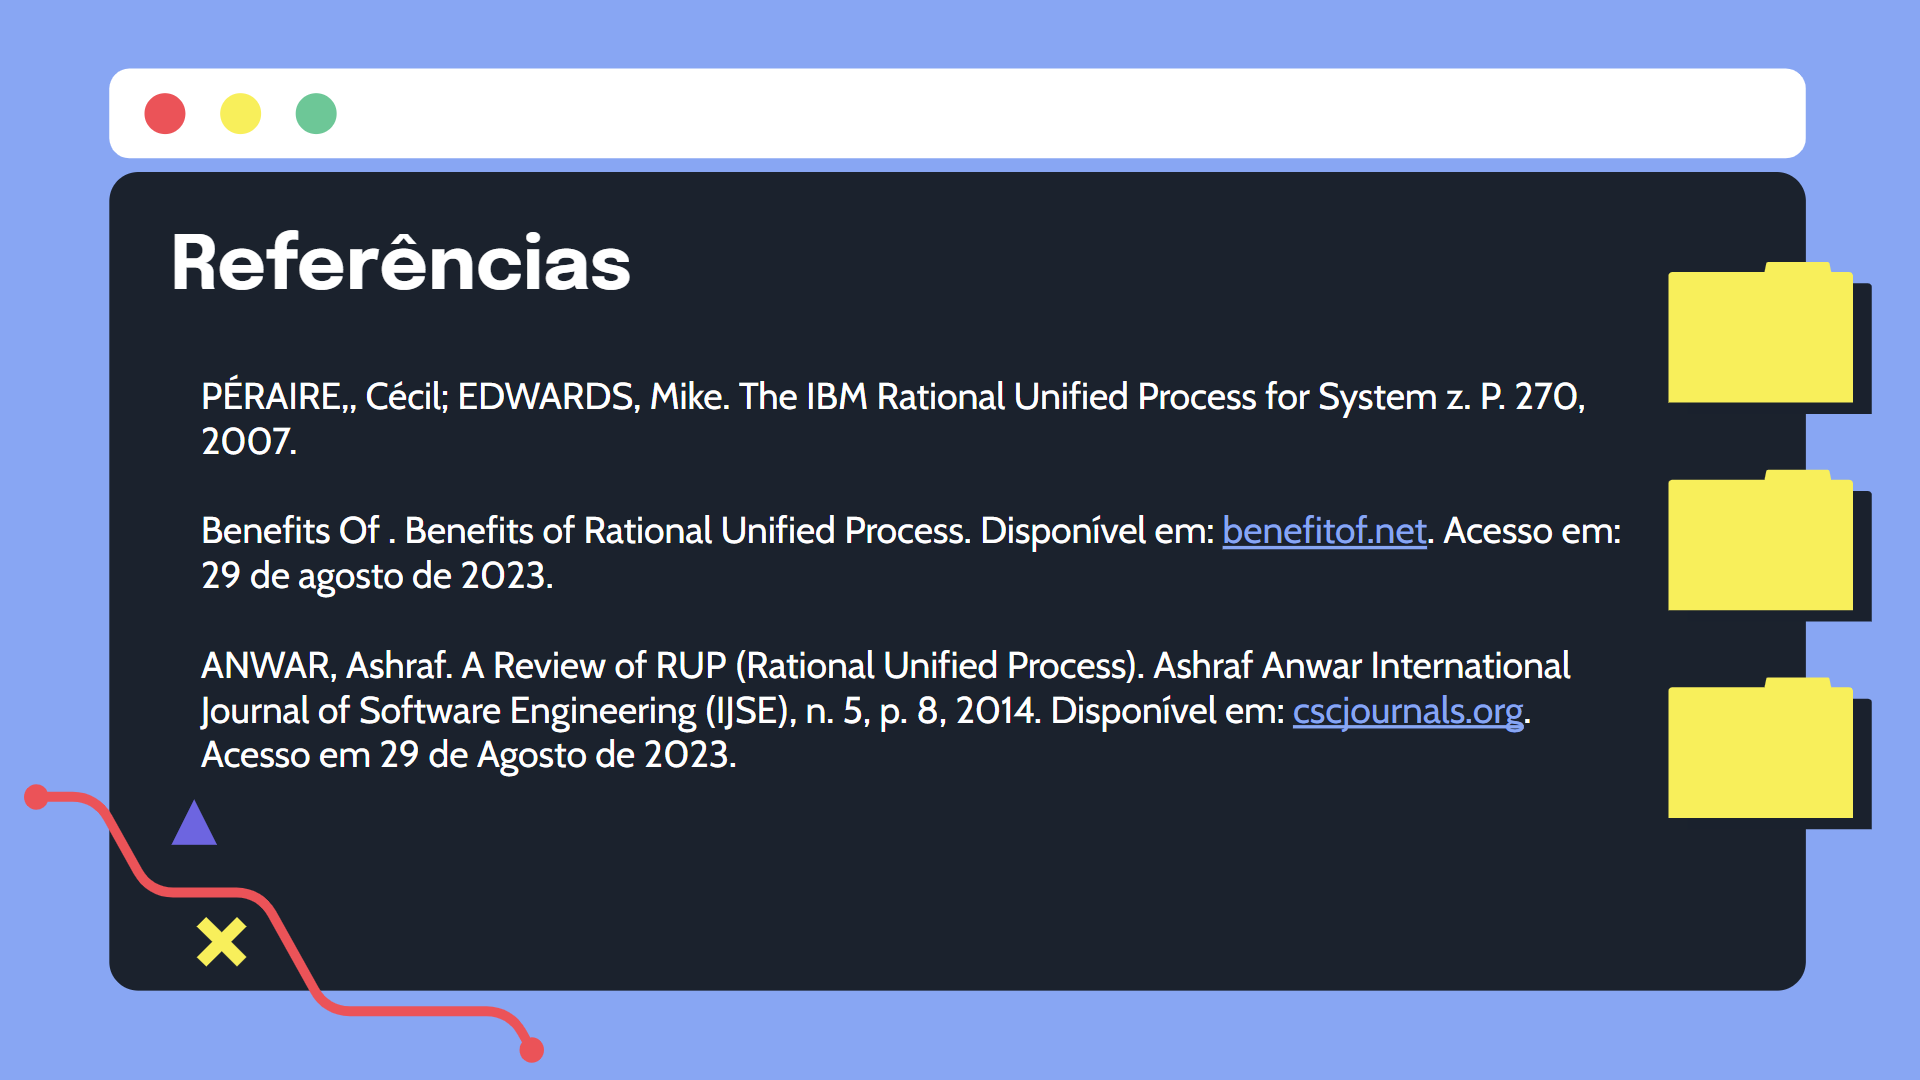 Referências
PÉRAIRE,, Cécil; EDWARDS, Mike. The IBM Rational Unified Process for System z. P. 270,
2007.
Benefits Of . Benefits of Rational Unified Process. Disponível em: benefitof.net. Acesso em:
29 de agosto de 2023.
ANWAR, Ashraf. A Review of RUP (Rational Unified Process). Ashraf Anwar International
Journal of Software Engineering (IJSE), n. 5, p. 8, 2014. Disponível em: cscjournals.org.
Acesso em 29 de Agosto de 2023.